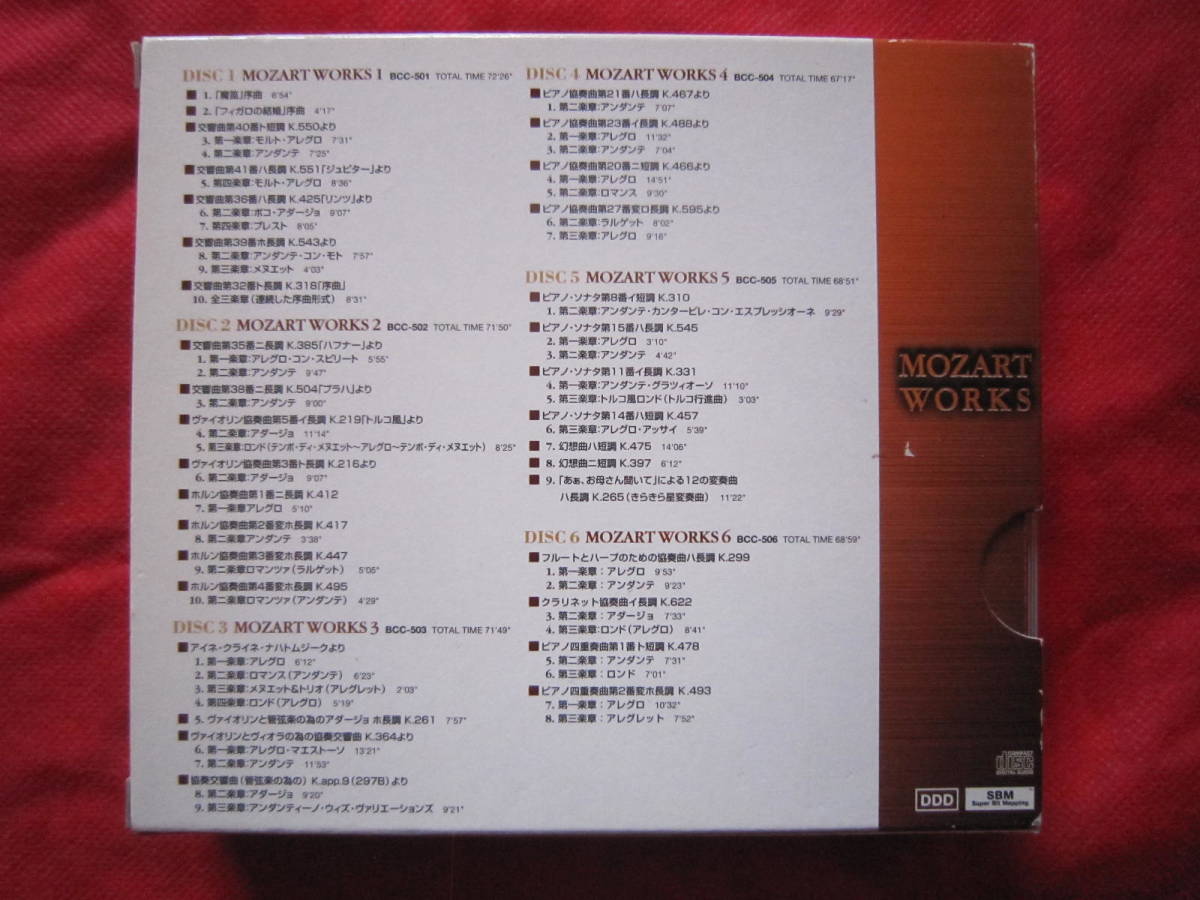 DISC 1 MOZART WORKS 1 BCC-501 TOTAL TIME 72'26"
■ 1. 「魔笛」序曲 6'54"
■ 2. 「フィガロの結婚」序曲 4'17"
■ 交響曲第40番ト短調 K.550より
3. 第一楽章:モルト・アレグロ 7'31"
4. 第二楽章:アンダンテ 7'25"
■ 交響曲第41番ハ長調 K.551「ジュピター」より
5. 第四楽章:モルト・アレグロ 8'36"
■ 交響曲第36番ハ長調 K.425「リンツ」より
6. 第二楽章:ポコ・アダージョ 9'07"
7. 第四楽章:プレスト 8'05"
■ 交響曲第39番ホ長調 K.543より
8. 第二楽章:アンダンテ・コン・モト 7'57"
9. 第三楽章:メヌエット 4'03"
■ 交響曲第32番ト長調 K.318「序曲」
10. 全三楽章(連続した序曲形式) 8'31"
DISC 2 MOZART WORKS 2 BCC-502 TOTAL TIME 71'50"
■ 交響曲第35番ニ長調 K.385「ハフナー」より
1. 第一楽章:アレグロ・コン・スピリート 5'55"
2. 第二楽章:アンダンテ 9'47"
■ 交響曲第38番ニ長調 K.504「プラハ」より
3. 第二楽章:アンダンテ 9'00"
■ ヴァイオリン協奏曲第5番イ長調 K.219「トルコ風」より
4. 第二楽章:アダージョ 11'14"
5. 第三楽章:ロンド(テンポ・ディ・メヌエット〜アレグロ〜テンポ・ディ・メヌエット) 8'25"
■ ヴァイオリン協奏曲第3番ト長調 K.216より
6. 第二楽章:アダージョ 9'07"
■ ホルン協奏曲第1番ニ長調 K.412
7. 第一楽章アレグロ 5'10"
■ ホルン協奏曲第2番変ホ長調 K.417
8. 第二楽章アンダンテ 3'38"
■ ホルン協奏曲第3番変ホ長調 K.447
9. 第二楽章ロマンツァ(ラルゲット) 5'05"
■ ホルン協奏曲第4番変ホ長調 K.495
10. 第二楽章ロマンツァ(アンダンテ) 4'29"
DISC 3 MOZART WORKS 3 BCC-503 TOTAL TIME 71'49"
■ アイネ・クライネ・ナハトムジークより
1. 第一楽章:アレグロ 6'12"
2. 第二楽章:ロマンス(アンダンテ) 6'23"
3. 第三楽章:メヌエット&トリオ(アレグレット) 2'03"
4. 第四楽章:ロンド(アレグロ) 5'19"
■ 5. ヴァイオリンと管弦楽の為のアダージョ ホ長調 K.261 7'57"
■ ヴァイオリンとヴィオラの為の協奏交響曲 K.364より
6. 第一楽章:アレグロ・マエストーソ 13'21"
7. 第二楽章:アンダンテ 11'53"
■ 協奏交響曲(管弦楽の為の) K.app.9(297B)より
8. 第二楽章:アダージョ 9'20"
9. 第三楽章:アンダンティーノ・ウィズ・ヴァリエーションズ 9'21"
DISC 4 MOZART WORKS 4 BCC-504 TOTAL TIME 67'17"
■ ピアノ協奏曲第21番ハ長調 K.467より
1. 第二楽章:アンダンテ 7'07"
■ ピアノ協奏曲第23番イ長調 K.488より
2. 第一楽章:アレグロ 11'32"
3. 第二楽章:アンダンテ 7'04"
■ ピアノ協奏曲第20番ニ短調 K.466より
4. 第一楽章:アレグロ 14'51"
5. 第二楽章:ロマンス 9'30"
■ ピアノ協奏曲第27番変ロ長調 K.595より
6. 第二楽章:ラルゲット 8'02"
7. 第三楽章:アレグロ 9'16"
DISC 5 MOZART WORKS 5 BCC-505 TOTAL TIME 68'51"
■ ピアノ・ソナタ第8番イ短調 K.310
1. 第二楽章:アンダンテ・カンタービレ・コン・エスプレッシオーネ 9'29"
■ ピアノ・ソナタ第15番ハ長調 K.545
2. 第一楽章:アレグロ 3'10"
3. 第二楽章:アンダンテ 4'42"
■ ピアノ・ソナタ第11番イ長調 K.331
4. 第一楽章:アンダンテ・グラツィオーソ 11'10"
5. 第三楽章:トルコ風ロンド(トルコ行進曲) 3'03"
■ ピアノ・ソナタ第14番ハ短調 K.457
6. 第三楽章:アレグロ・アッサイ 5'39"
■ 7. 幻想曲ハ短調 K.475 14'06"
■ 8. 幻想曲ニ短調 K.397 6'12"
■ 9. 「あぁ、お母さん聞いて」による12の変奏曲
ハ長調 K.265(きらきら星変奏曲) 11'22"
DISC 6 MOZART WORKS 6 BCC-506 TOTAL TIME 68'59"
■ フルートとハープのための協奏曲ハ長調 K.299
1. 第一楽章:アレグロ 9'53"
2. 第二楽章:アンダンテ 9'23"
■ クラリネット協奏曲イ長調 K.622
3. 第二楽章:アダージョ 7'33"
4. 第三楽章:ロンド(アレグロ) 8'41"
■ ピアノ四重奏曲第1番ト短調 K.478
5. 第二楽章:アンダンテ 7'31"
6. 第三楽章:ロンド 7'01"
■ ピアノ四重奏曲第2番変ホ長調 K.493
7. 第一楽章:アレグロ 10'32"
8. 第三楽章:アレグレット 7'52"
MOZART
WORKS
COMPACT
disc
DIGITAL AUDIO
DDD
SBM
Super Bit Mapping